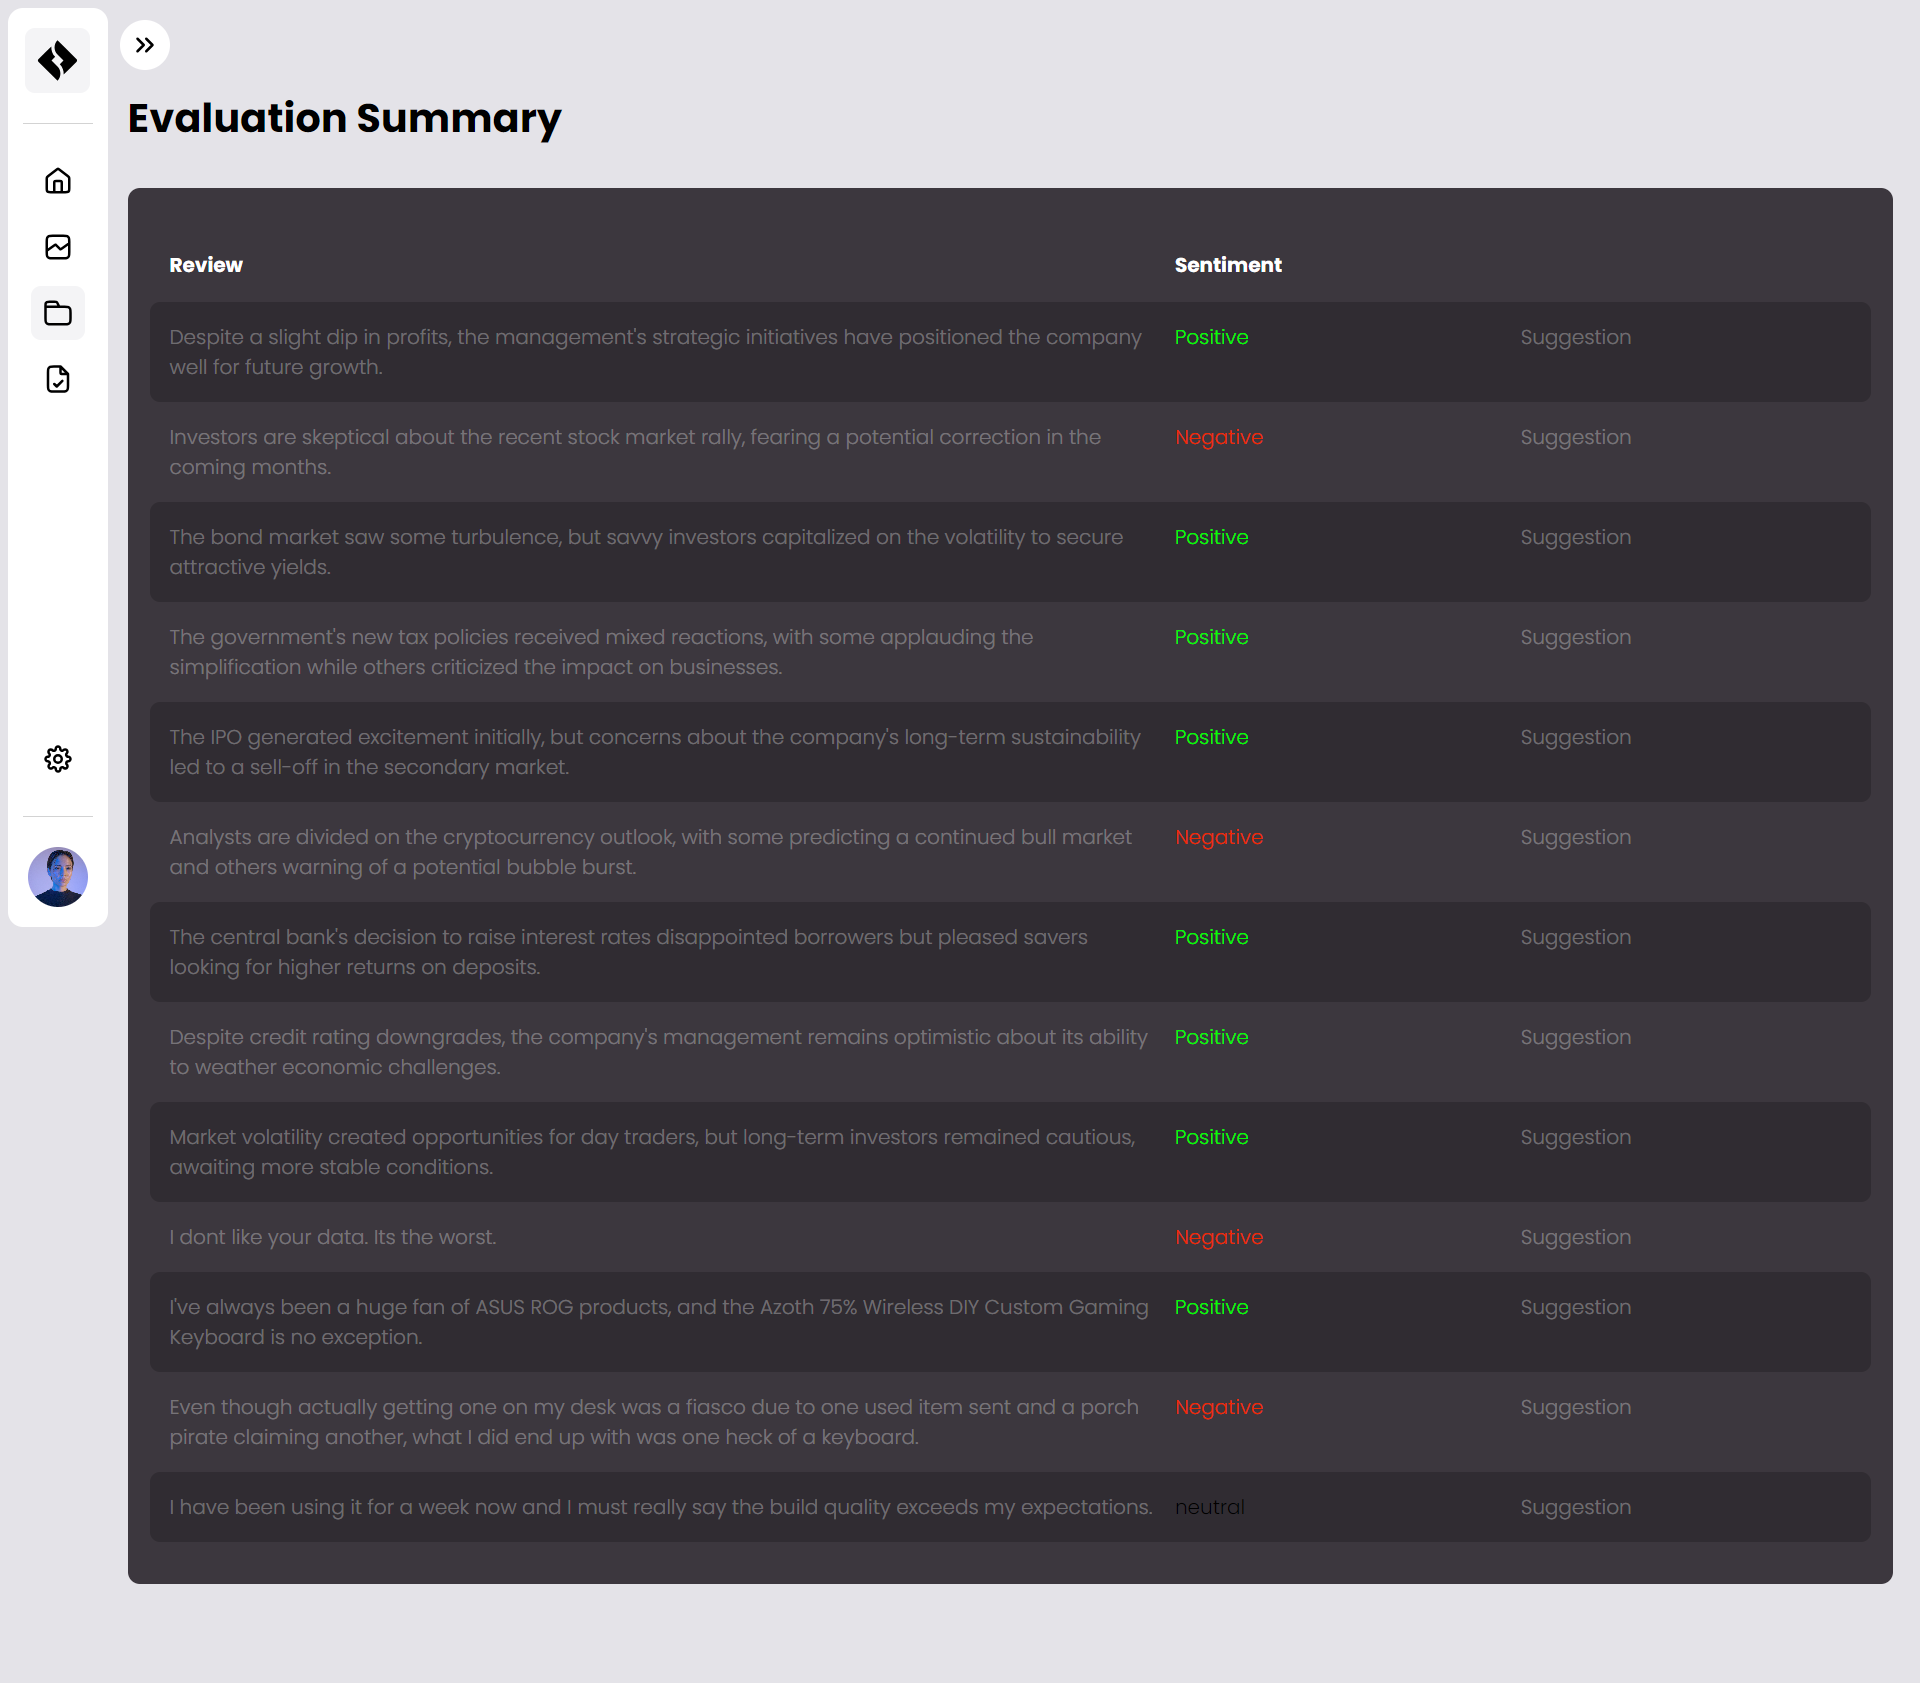 Evaluation Summary
Review Sentiment
Despite a slight dip in profits, the management's strategic initiatives have positioned the company Positive Suggestion
well for future growth.
Investors are skeptical about the recent stock market rally, fearing a potential correction in the Negative Suggestion
coming months.
The bond market saw some turbulence, but savvy investors capitalized on the volatility to secure Positive Suggestion
attractive yields.
The government's new tax policies received mixed reactions, with some applauding the Positive Suggestion
simplification while others criticized the impact on businesses.
The IPO generated excitement initially, but concerns about the company's long-term sustainability Positive Suggestion
led to a sell-off in the secondary market.
Analysts are divided on the cryptocurrency outlook, with some predicting a continued bull market Negative Suggestion
and others warning of a potential bubble burst.
The central bank's decision to raise interest rates disappointed borrowers but pleased savers Positive Suggestion
looking for higher returns on deposits.
Despite credit rating downgrades, the company's management remains optimistic about its ability Positive Suggestion
to weather economic challenges.
Market volatility created opportunities for day traders, but long-term investors remained cautious, Positive Suggestion
awaiting more stable conditions.
I dont like your data. Its the worst. Negative Suggestion
I've always been a huge fan of ASUS ROG products, and the Azoth 75% Wireless DIY Custom Gaming Positive Suggestion
Keyboard is no exception.
Even though actually getting one on my desk was a fiasco due to one used item sent and a porch Negative Suggestion
pirate claiming another, what I did end up with was one heck of a keyboard.
I have been using it for a week now and I must really say the build quality exceeds my expectations. neutral Suggestion